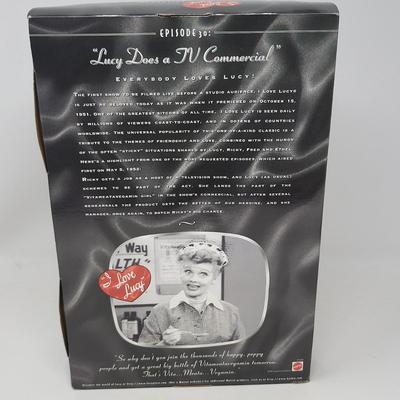 EPISODE 30:
"Lucy Does a TV Commercial"
EVERYBODY LOVES LUCY!
THE FIRST SHOW TO BE FILMED LIVE BEFORE A STUDIO AUDIENCE, I LOVE LUCY®
IS JUST AS BELOVED TODAY AS IT WAS WHEN IT PREMIERED ON OCTOBER 15,
1951. ONE OF THE GREATEST SITCOMS OF ALL TIME, I LOVE LUCY IS SEEN DAILY
BY MILLIONS OF VIEWERS COAST-TO-COAST, AND IN DOZENS OF COUNTRIES
WORLDWIDE. THE UNIVERSAL POPULARITY OF THIS ONE-OF-A-KIND CLASSIC IS A
TRIBUTE TO THE THEMES OF FRIENDSHIP AND LOVE, COMBINED WITH THE HUMOR
OF THE OFTEN "STICKY" SITUATIONS SHARED BY LUCY, RICKY, FRED AND ETHEL.
HERE'S A HIGHLIGHT FROM ONE OF THE MOST REQUESTED EPISODES, WHICH AIRED
FIRST ON MAY 5, 1952:
RICKY GETS A JOB AS HOST OF A TELEVISION SHOW, AND LUCY (AS USUAL)
SCHEMES TO BE PART OF THE ACT. SHE LANDS THE PART OF THE
"VITAMEATAVEGAMIN GIRL" IN THE SHOW'S COMMERCIAL, BUT AFTER SEVERAL
REHEARSALS THE PRODUCT GETS THE BETTER OF OUR HEROINE, AND SHE
MANAGES, ONCE AGAIN, TO BOTCH RICKY'S BIG CHANCE.
Way
LTH
I Love Lucy
"So why don't you join the thousands of happy, peppy
people and get a great big bottle of Vitameatavegamin tomorrow.
That's Vita... Meata... Vegamin.
MATTEL